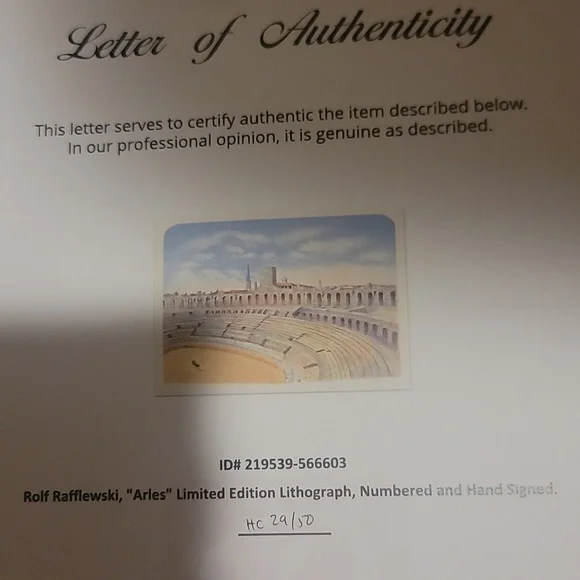 Letter of Authenticity
This letter serves to certify authentic the item described below.
In our professional opinion, it is genuine as described.
ID# 219539-566603
Rolf Rafflewski, "Arles" Limited Edition Lithograph, Numbered and Hand Signed.
HC 29/50